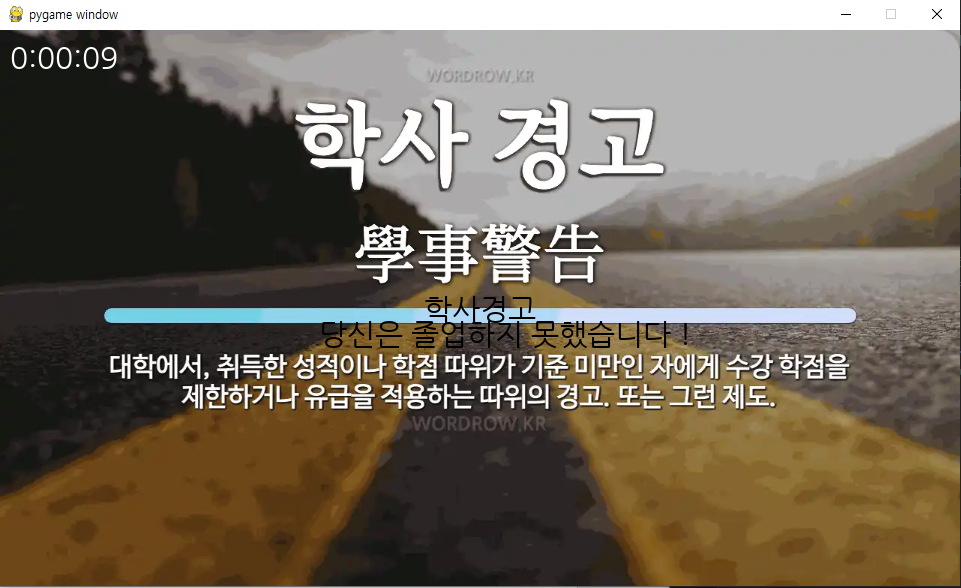 pygame window
0:00:09
WORDROW.KR
학사 경고
學事警告
학사경고
당신은 졸업하지 못했습니다 !
대학에서, 취득한 성적이나 학점 따위가 기준 미만인 자에게 수강 학점을
제한하거나 유급을 적용하는 따위의 경고. 또는 그런 제도.
WORDROW.KR